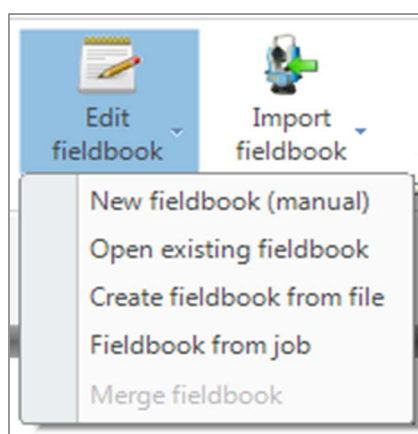 Edit
fieldbook
Import
fieldbook
New fieldbook (manual)
Open existing fieldbook
Create fieldbook from file
Fieldbook from job
Merge fieldbook